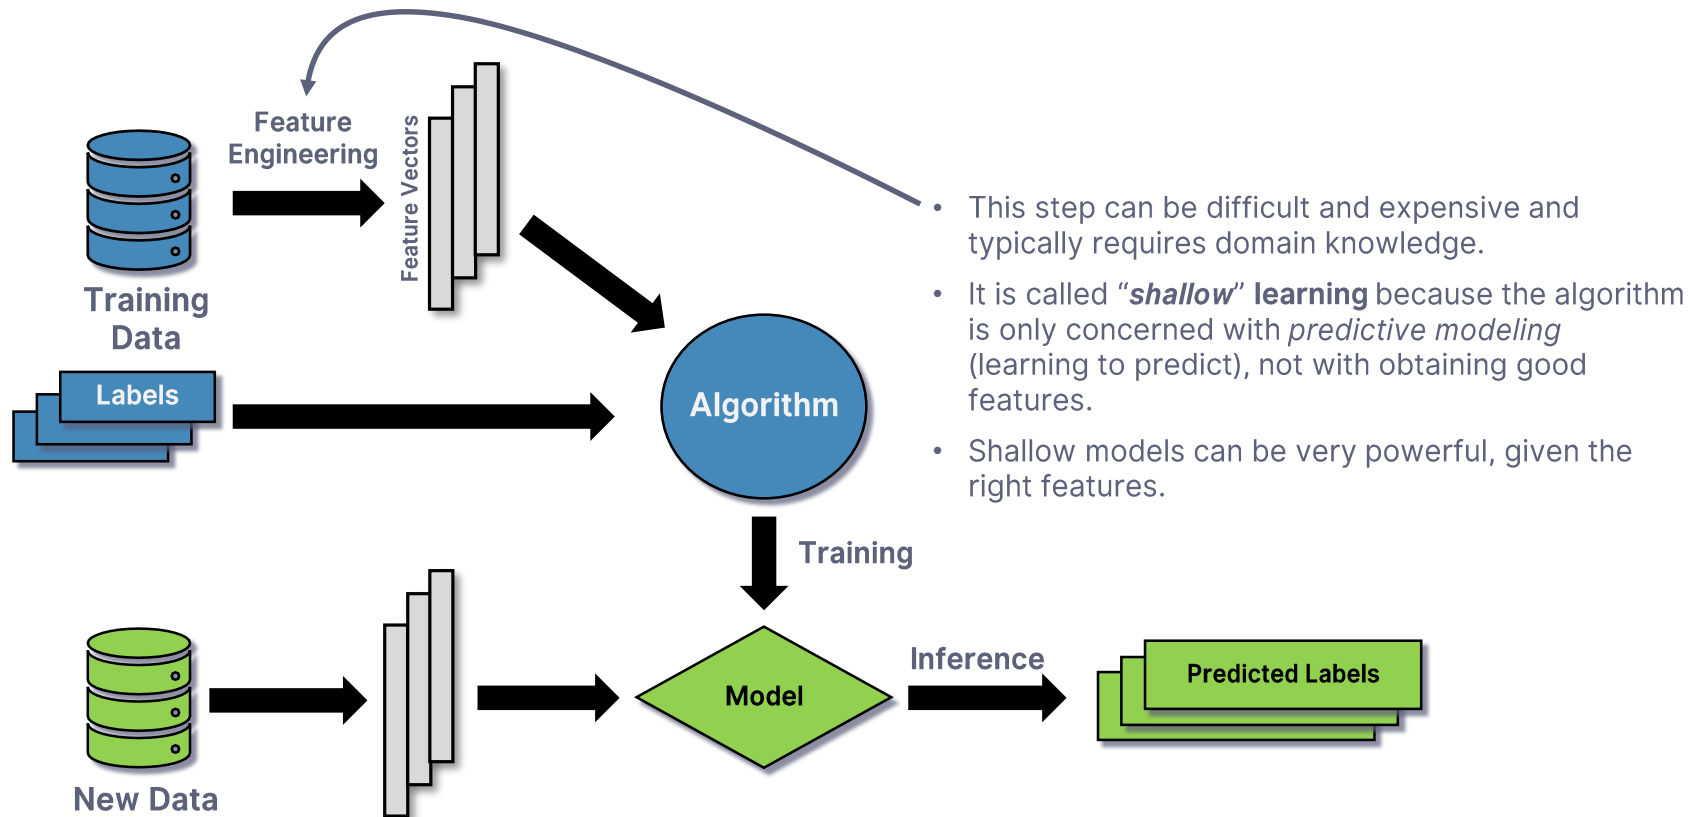 Feature
Engineering
Feature Vectors
Training
Data
Labels
Algorithm
• This step can be difficult and expensive and
typically requires domain knowledge.
• It is called “shallow” learning because the algorithm
is only concerned with predictive modeling
(learning to predict), not with obtaining good
features.
• Shallow models can be very powerful, given the
right features.
Training
Inference
Model
Predicted Labels
New Data